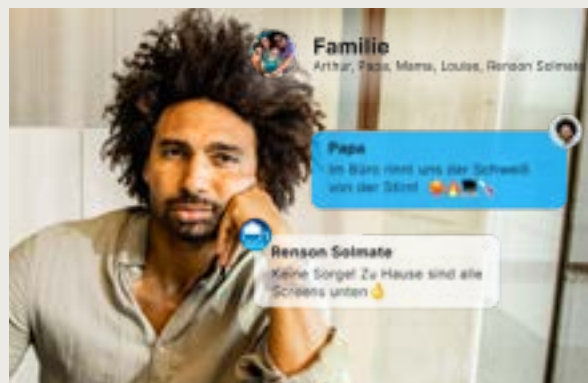 Familie
Arthur, Papa, Mama, Louise, Renson Solmate
Papa
Im Büro rinnt uns der Schweiß
von der Stirn! 🥵🔥
Renson Solmate
Keine Sorge! Zu Hause sind alle
Screens unten👌